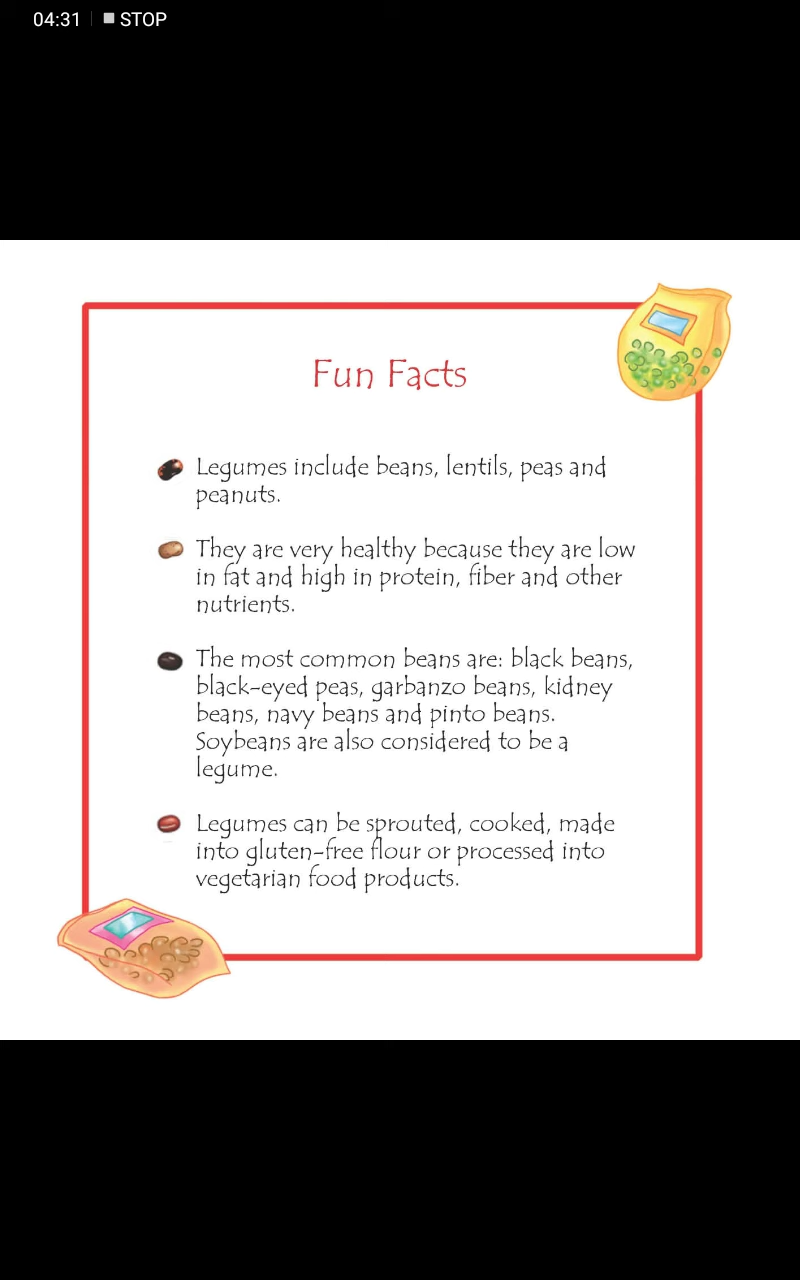 04:31 STOP
Fun Facts
Legumes include beans, lentils, peas and
peanuts.
They are very healthy because they are low
in fat and high in protein, fiber and other
nutrients.
The most common beans are: black beans,
black-eyed peas, garbanzo beans, kidney
beans, navy beans and pinto beans.
Soybeans are also considered to be a
legume.
Legumes can be sprouted, cooked, made
into gluten-free flour or processed into
vegetarian food products.